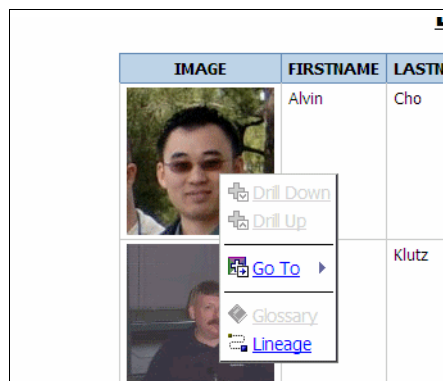 IMAGE FIRSTNAME LASTN
Alvin Cho
Drill Down
Drill Up
Go To
Klutz
Glossary
Lineage